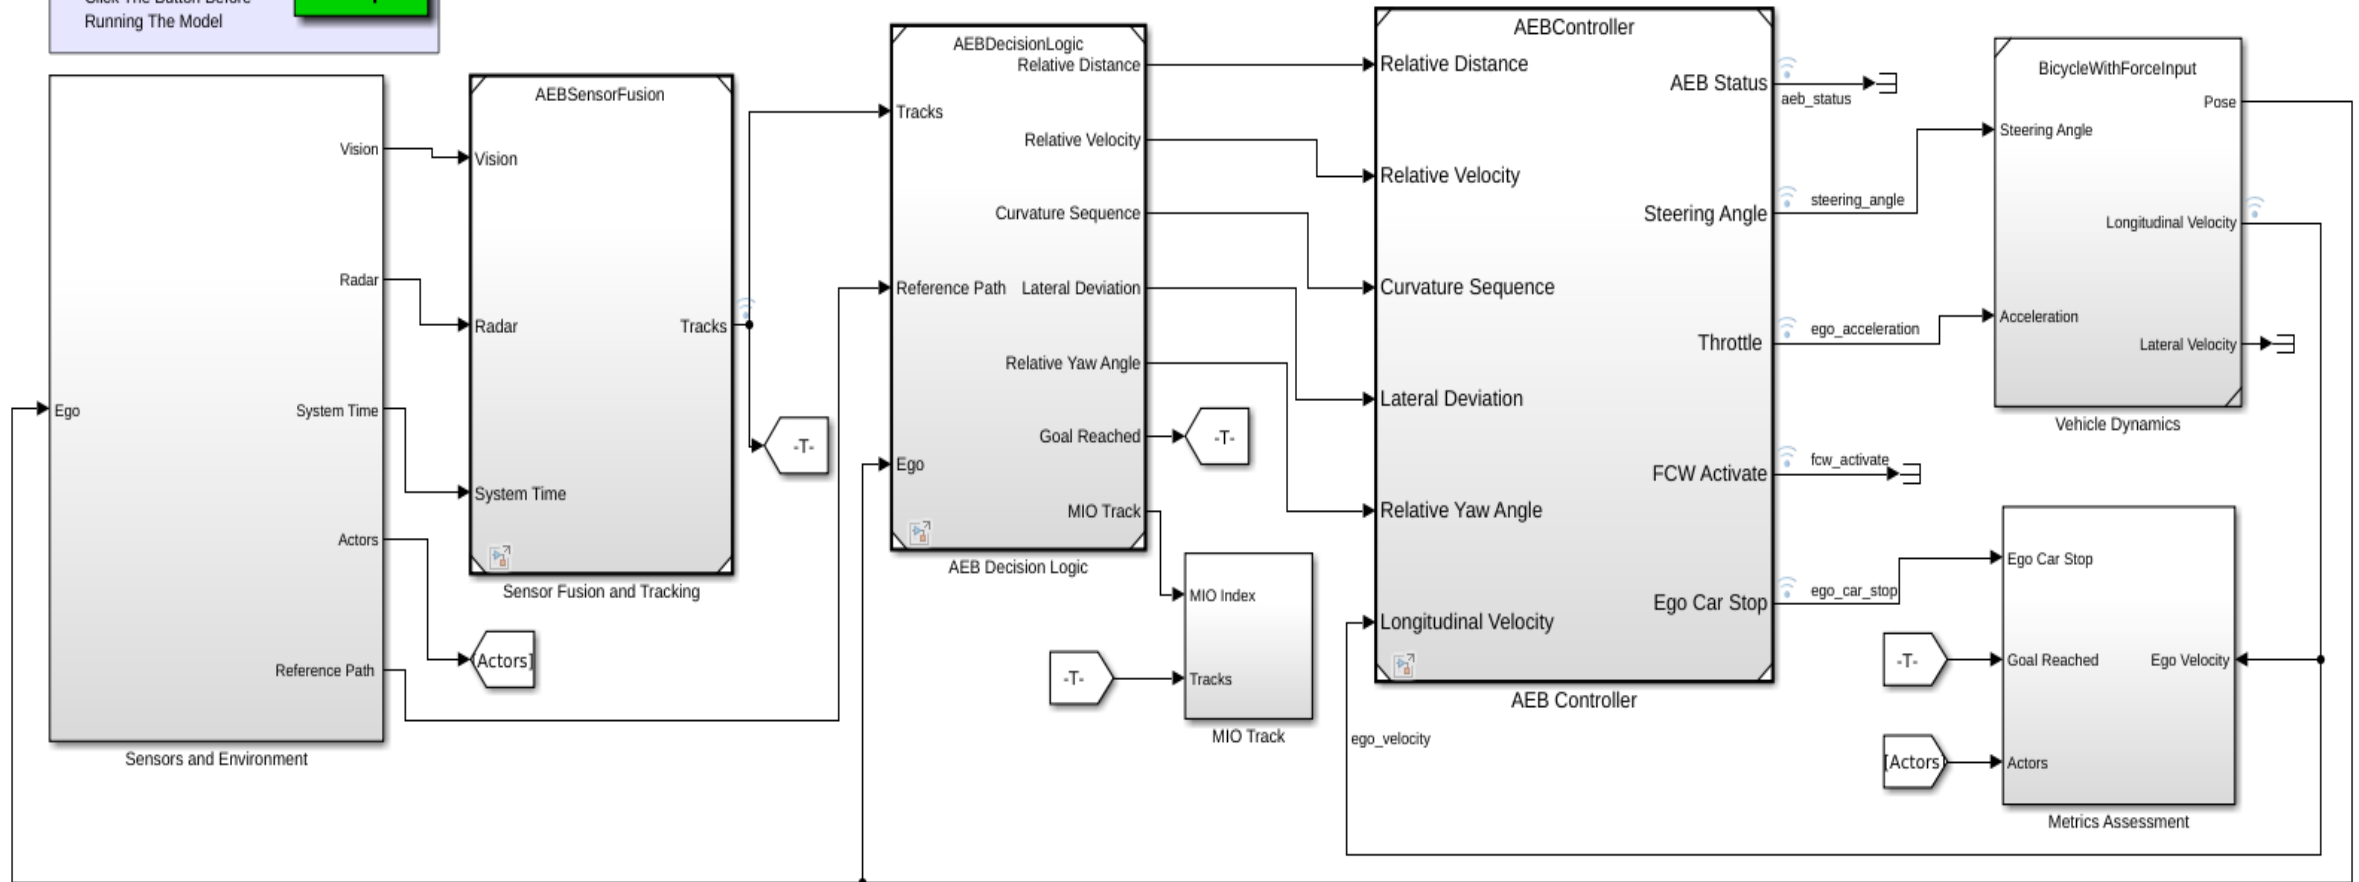 Click The Button Before
Running The Model
Vision
Radar
Ego
System Time
Actors
Reference Path
Sensors and Environment
AEBSensorFusion
Vision
Radar
Tracks
System Time
Sensor Fusion and Tracking
-T-
[Actors]
AEBDecisionLogic
Relative Distance
Tracks
Relative Velocity
Curvature Sequence
Reference Path
Lateral Deviation
Relative Yaw Angle
Goal Reached
Ego
MIO Track
AEB Decision Logic
-T-
MIO Index
Tracks
MIO Track
-T-
AEBController
Relative Distance
AEB Status
Relative Velocity
Steering Angle
Curvature Sequence
Throttle
Lateral Deviation
FCW Activate
Relative Yaw Angle
Ego Car Stop
Longitudinal Velocity
AEB Controller
ego_velocity
aeb_status
steering_angle
ego_acceleration
fcw_activate
ego_car_stop
BicycleWithForceInput
Pose
Steering Angle
Longitudinal Velocity
Acceleration
Lateral Velocity
Vehicle Dynamics
Ego Car Stop
-T-
Goal Reached
Ego Velocity
[Actors]
Actors
Metrics Assessment